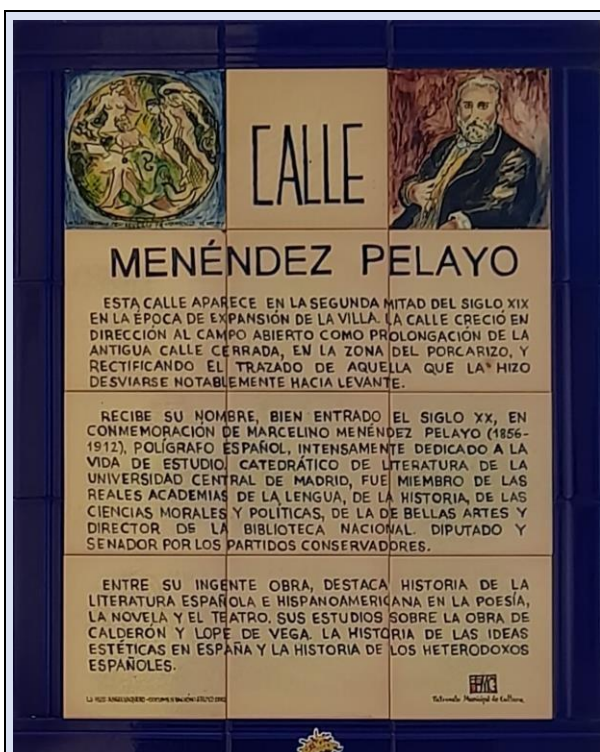 CALLE
MENÉNDEZ PELAYO
ESTA CALLE APARECE EN LA SEGUNDA MITAD DEL SIGLO XIX
EN LA ÉPOCA DE EXPANSIÓN DE LA VILLA. LA CALLE CRECIÓ EN
DIRECCIÓN AL CAMPO ABIERTO COMO PROLONGACIÓN DE LA
ANTIGUA CALLE CERRADA, EN LA ZONA DEL PORCARIZO, Y
RECTIFICANDO EL TRAZADO DE AQUELLA QUE LA HIZO
DESVIARSE NOTABLEMENTE HACIA LEVANTE.
RECIBE SU NOMBRE, BIEN ENTRADO EL SIGLO XX, EN
CONMEMORACIÓN DE MARCELINO MENÉNDEZ PELAYO (1856-
1912), POLÍGRAFO ESPAÑOL, INTENSAMENTE DEDICADO A LA
VIDA DE ESTUDIO. CATEDRÁTICO DE LITERATURA DE LA
UNIVERSIDAD CENTRAL DE MADRID, FUE MIEMBRO DE LAS
REALES ACADEMIAS DE LA LENGUA, DE LA HISTORIA, DE LAS
CIENCIAS MORALES Y POLÍTICAS, DE LA DE BELLAS ARTES Y
DIRECTOR DE LA BIBLIOTECA NACIONAL. DIPUTADO Y
SENADOR POR LOS PARTIDOS CONSERVADORES.
ENTRE SU INGENTE OBRA, DESTACA HISTORIA DE LA
LITERATURA ESPAÑOLA E HISPANOAMERICANA EN LA POESÍA,
LA NOVELA Y EL TEATRO. SUS ESTUDIOS SOBRE LA OBRA DE
CALDERÓN Y LOPE DE VEGA. LA HISTORIA DE LAS IDEAS
ESTÉTICAS EN ESPAÑA Y LA HISTORIA DE LOS HETERODOXOS
ESPAÑOLES.
PMC
Patronato Municipal de Cultura